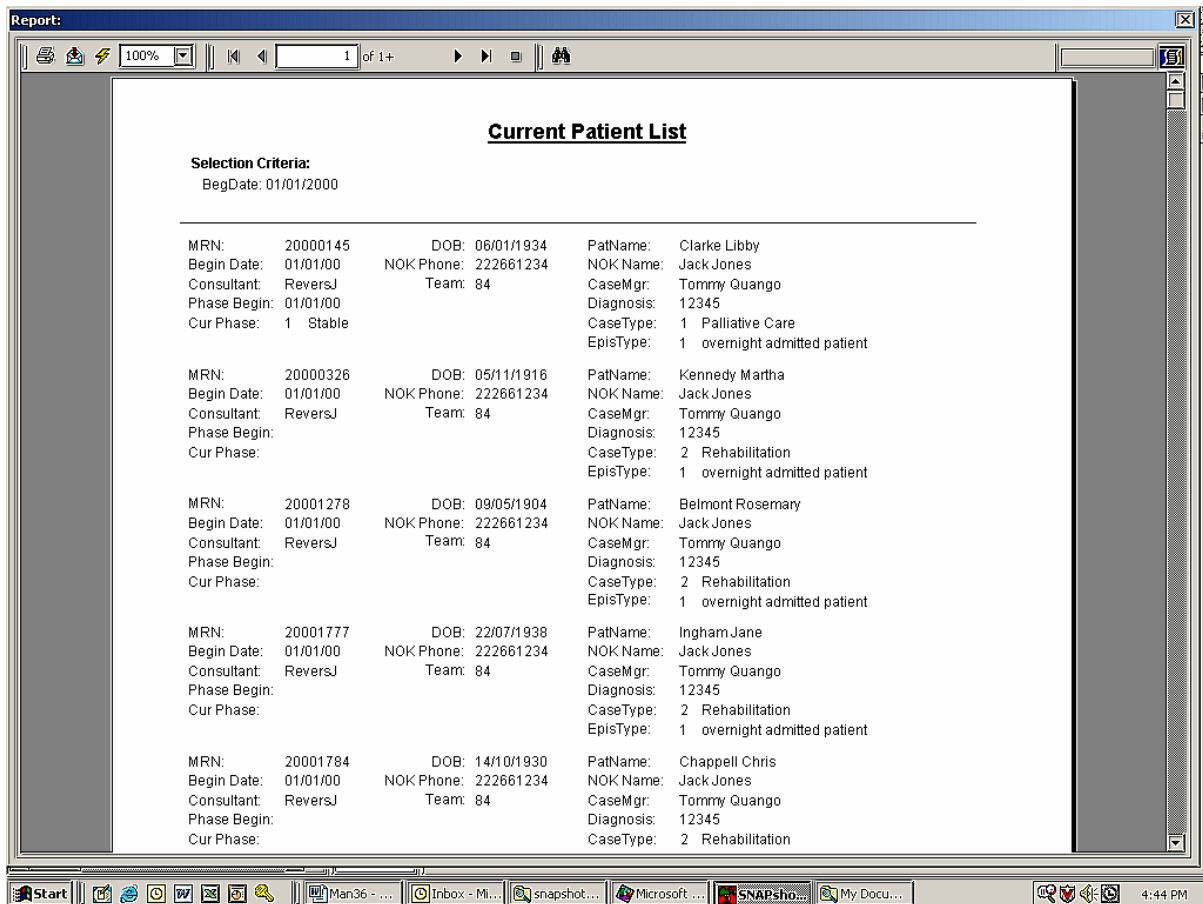 Report:
100% 1 of 1+
Current Patient List
Selection Criteria:
BegDate: 01/01/2000
MRN: 20000145 DOB: 06/01/1934 PatName: Clarke Libby
Begin Date: 01/01/00 NOK Phone: 222661234 NOK Name: Jack Jones
Consultant: ReversJ Team: 84 CaseMgr: Tommy Quango
Phase Begin: 01/01/00 Diagnosis: 12345
Cur Phase: 1 Stable CaseType: 1 Palliative Care
EpisType: 1 overnight admitted patient
MRN: 20000326 DOB: 05/11/1916 PatName: Kennedy Martha
Begin Date: 01/01/00 NOK Phone: 222661234 NOK Name: Jack Jones
Consultant: ReversJ Team: 84 CaseMgr: Tommy Quango
Phase Begin: Diagnosis: 12345
Cur Phase: CaseType: 2 Rehabilitation
EpisType: 1 overnight admitted patient
MRN: 20001278 DOB: 09/05/1904 PatName: Belmont Rosemary
Begin Date: 01/01/00 NOK Phone: 222661234 NOK Name: Jack Jones
Consultant: ReversJ Team: 84 CaseMgr: Tommy Quango
Phase Begin: Diagnosis: 12345
Cur Phase: CaseType: 2 Rehabilitation
EpisType: 1 overnight admitted patient
MRN: 20001777 DOB: 22/07/1938 PatName: Ingham Jane
Begin Date: 01/01/00 NOK Phone: 222661234 NOK Name: Jack Jones
Consultant: ReversJ Team: 84 CaseMgr: Tommy Quango
Phase Begin: Diagnosis: 12345
Cur Phase: CaseType: 2 Rehabilitation
EpisType: 1 overnight admitted patient
MRN: 20001784 DOB: 14/10/1930 PatName: Chappell Chris
Begin Date: 01/01/00 NOK Phone: 222661234 NOK Name: Jack Jones
Consultant: ReversJ Team: 84 CaseMgr: Tommy Quango
Phase Begin: Diagnosis: 12345
Cur Phase: CaseType: 2 Rehabilitation
Start Man36 - ... Inbox - Mi... snapshot... Microsoft ... SNAPsho... My Docu... 4:44 PM